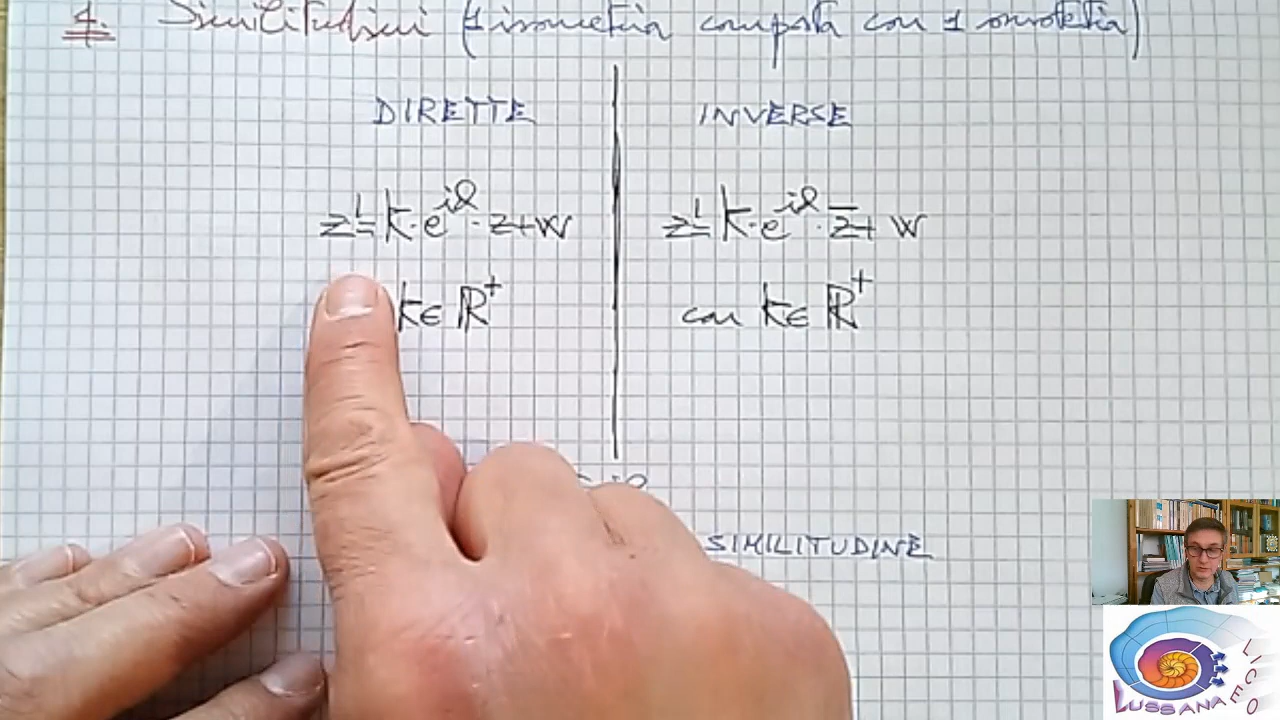 4. Similitudini (1 isometria composta con 1 omotetia)
DIRETTE
z' = k·e^{iϑ}·z+w
k∈ℝ⁺
INVERSE
z' = k·e^{iϑ}·z̄+w
con k∈ℝ⁺
SIMILITUDINE
LUSSANA
LICEO